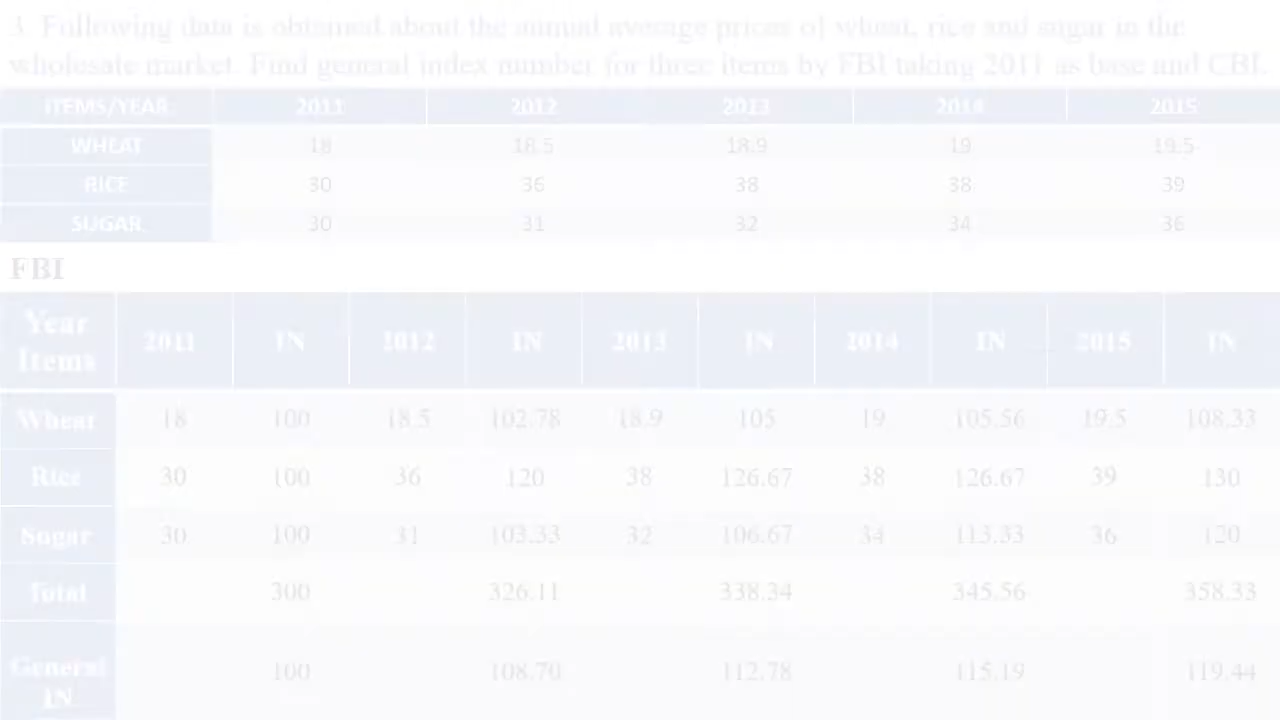 3. Following data is obtained about the annual average prices of wheat, rice and sugar in the
wholesale market. Find general index number for three items by FBI taking 2011 as base and CBI.
ITEMS/YEAR 2011 2012 2013 2014 2015
WHEAT 18 18.5 18.9 19 19.5
RICE 30 36 38 38 39
SUGAR 30 31 32 34 36
FBI
Year
Items 2011 IN 2012 IN 2013 IN 2014 IN 2015 IN
Wheat 18 100 18.5 102.78 18.9 105 19 105.56 19.5 108.33
Rice 30 100 36 120 38 126.67 38 126.67 39 130
Sugar 30 100 31 103.33 32 106.67 34 113.33 36 120
Total 300 326.11 338.34 345.56 358.33
General
IN 100 108.70 112.78 115.19 119.44